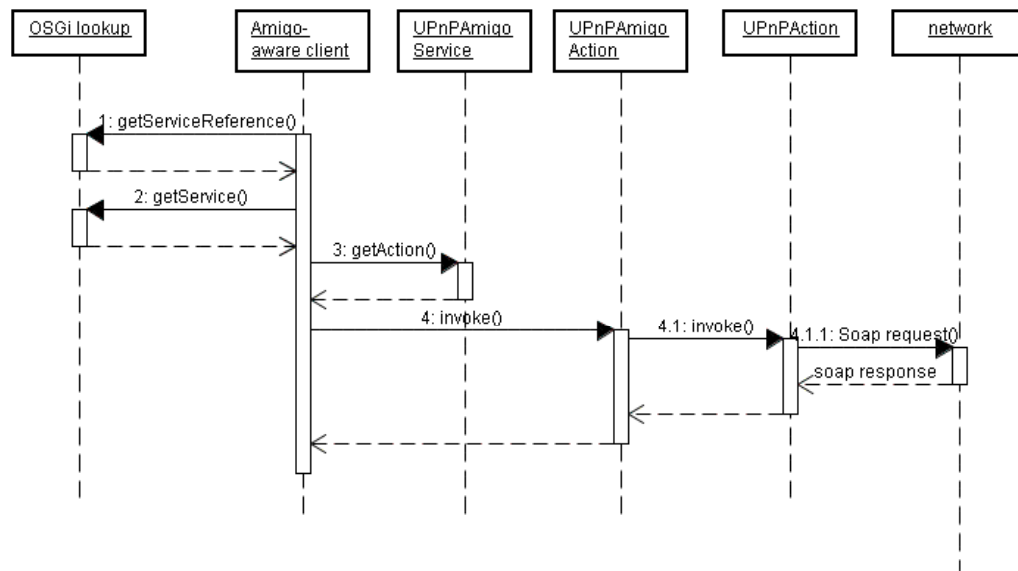 OSGi lookup
Amigo-
aware client
UPnPAmigo
Service
UPnPAmigo
Action
UPnPAction
network
1: getServiceReference()
2: getService()
3: getAction()
4: invoke()
4.1: invoke()
4.1.1: Soap request()
soap response